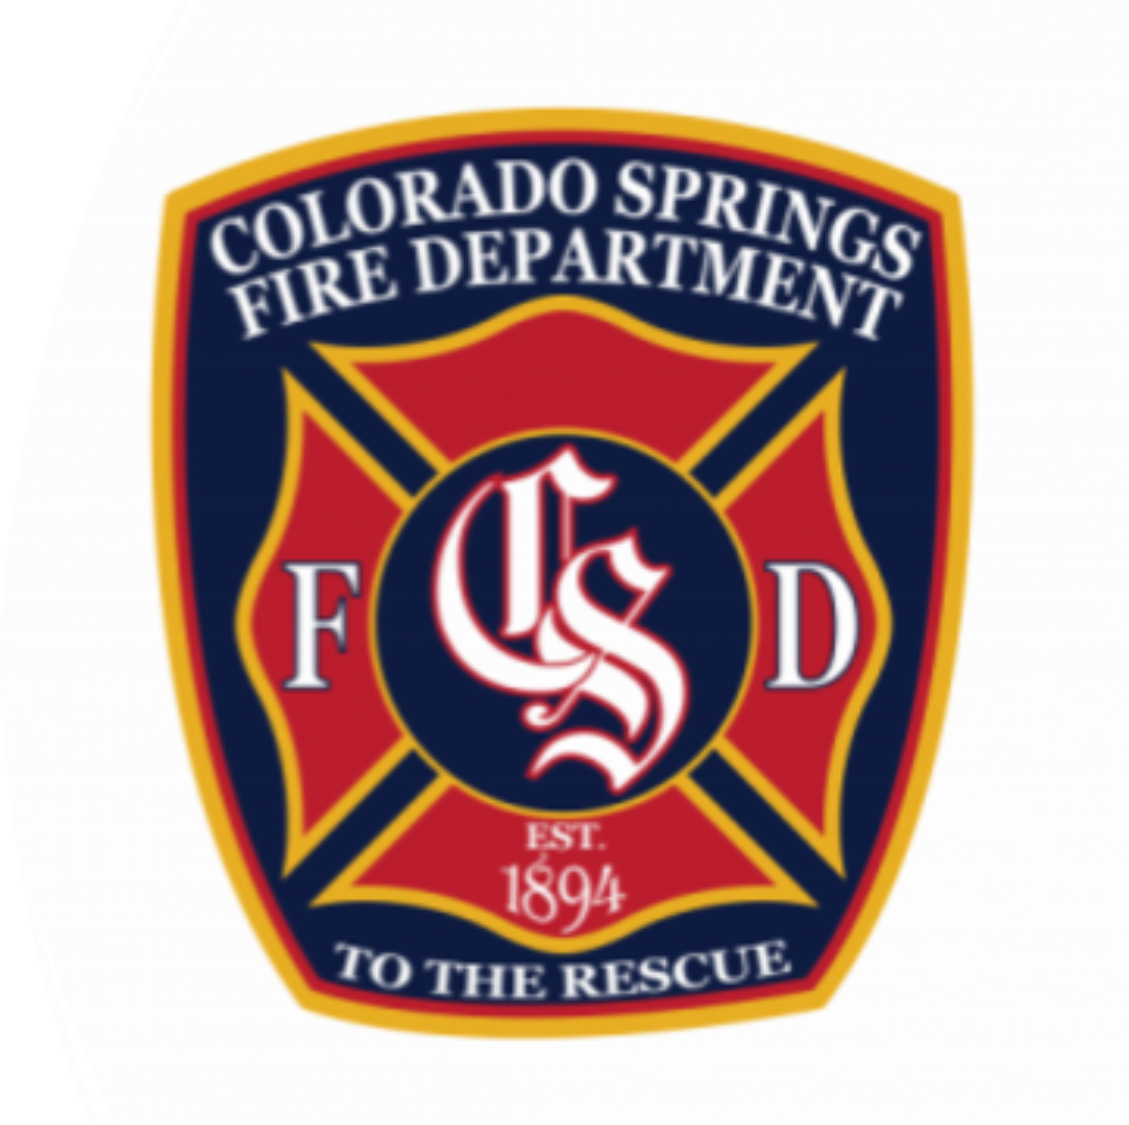 COLORADO SPRINGS
FIRE DEPARTMENT
F
CS
D
EST.
1894
TO THE RESCUE